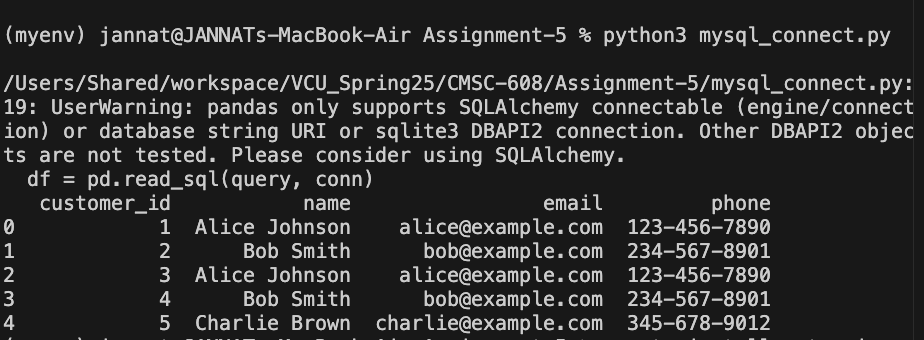 (myenv) jannat@JANNATs-MacBook-Air Assignment-5 % python3 mysql_connect.py
/Users/Shared/workspace/VCU_Spring25/CMSC-608/Assignment-5/mysql_connect.py:
19: UserWarning: pandas only supports SQLAlchemy connectable (engine/connect
ion) or database string URI or sqlite3 DBAPI2 connection. Other DBAPI2 objec
ts are not tested. Please consider using SQLAlchemy.
  df = pd.read_sql(query, conn)
   customer_id           name                email         phone
0            1  Alice Johnson    alice@example.com  123-456-7890
1            2      Bob Smith      bob@example.com  234-567-8901
2            3  Alice Johnson    alice@example.com  123-456-7890
3            4      Bob Smith      bob@example.com  234-567-8901
4            5  Charlie Brown  charlie@example.com  345-678-9012